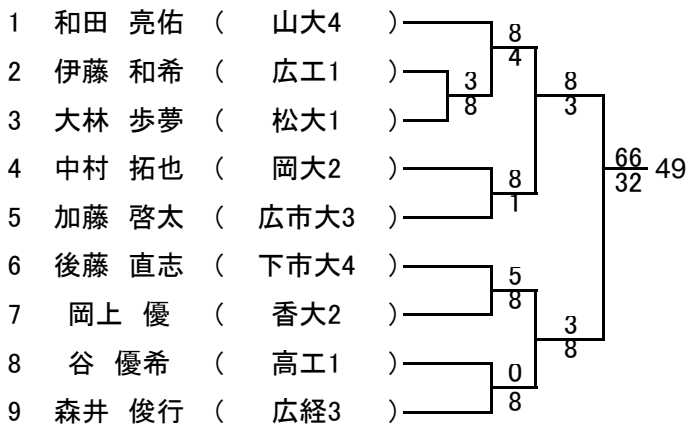 1 和田 亮佑 ( 山大4 )
8
4
2 伊藤 和希 ( 広工1 )
3
8
8
3
3 大林 歩夢 ( 松大1 )
4 中村 拓也 ( 岡大2 )
8
1
66
32
49
5 加藤 啓太 ( 広市大3 )
6 後藤 直志 ( 下市大4 )
5
8
7 岡上 優 ( 香大2 )
3
8
8 谷 優希 ( 高工1 )
0
8
9 森井 俊行 ( 広経3 )